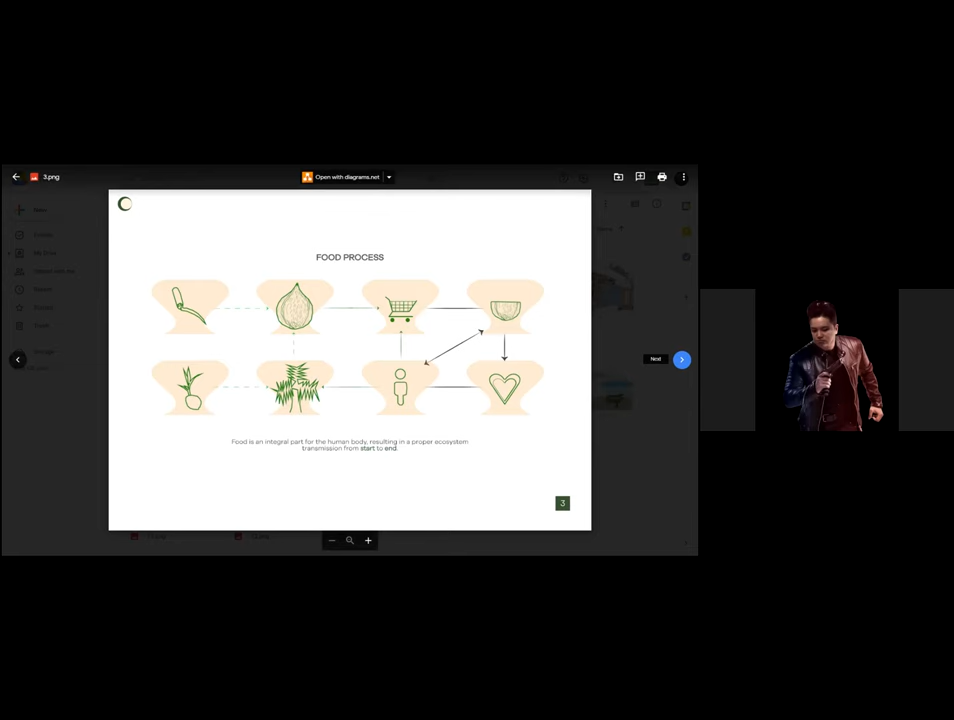 3.png
Open with diagrams.net
FOOD PROCESS
Next
Food is an integral part for the human body, resulting in a proper ecosystem
transmission from start to end.
3